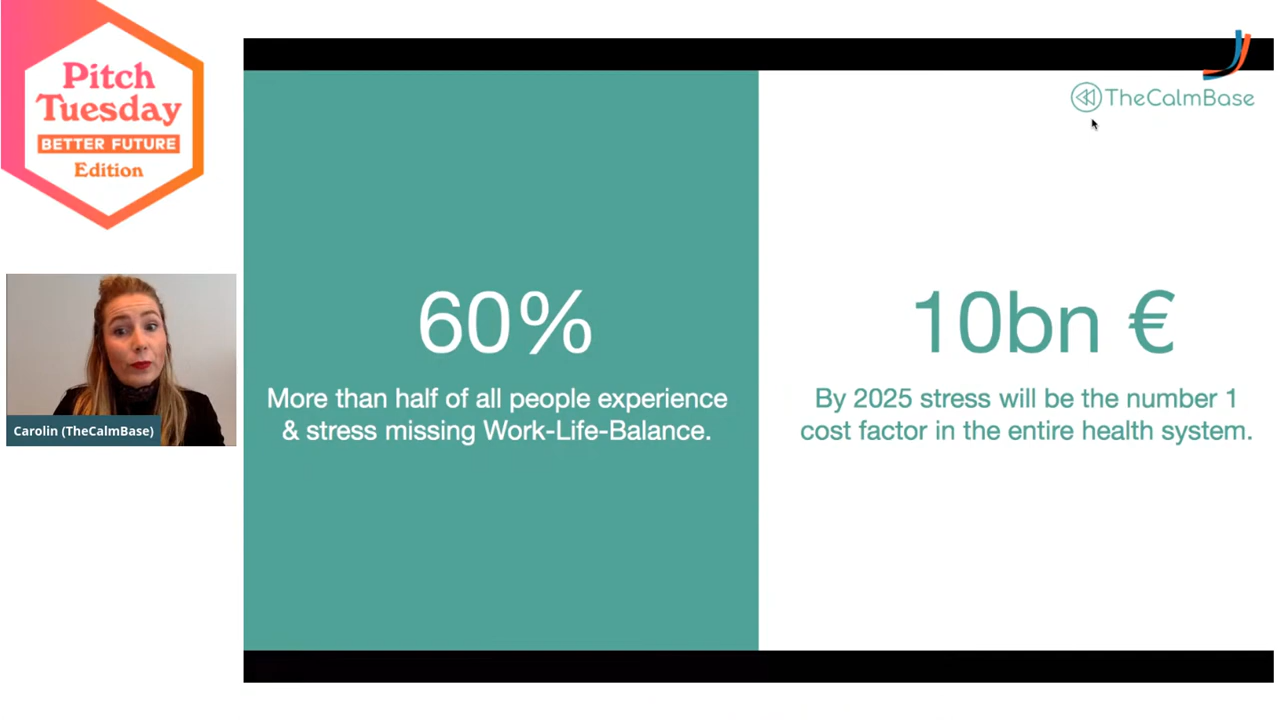 Pitch
Tuesday
BETTER FUTURE
Edition
Carolin (TheCalmBase)
TheCalmBase
60%
More than half of all people experience
& stress missing Work-Life-Balance.
10bn €
By 2025 stress will be the number 1
cost factor in the entire health system.